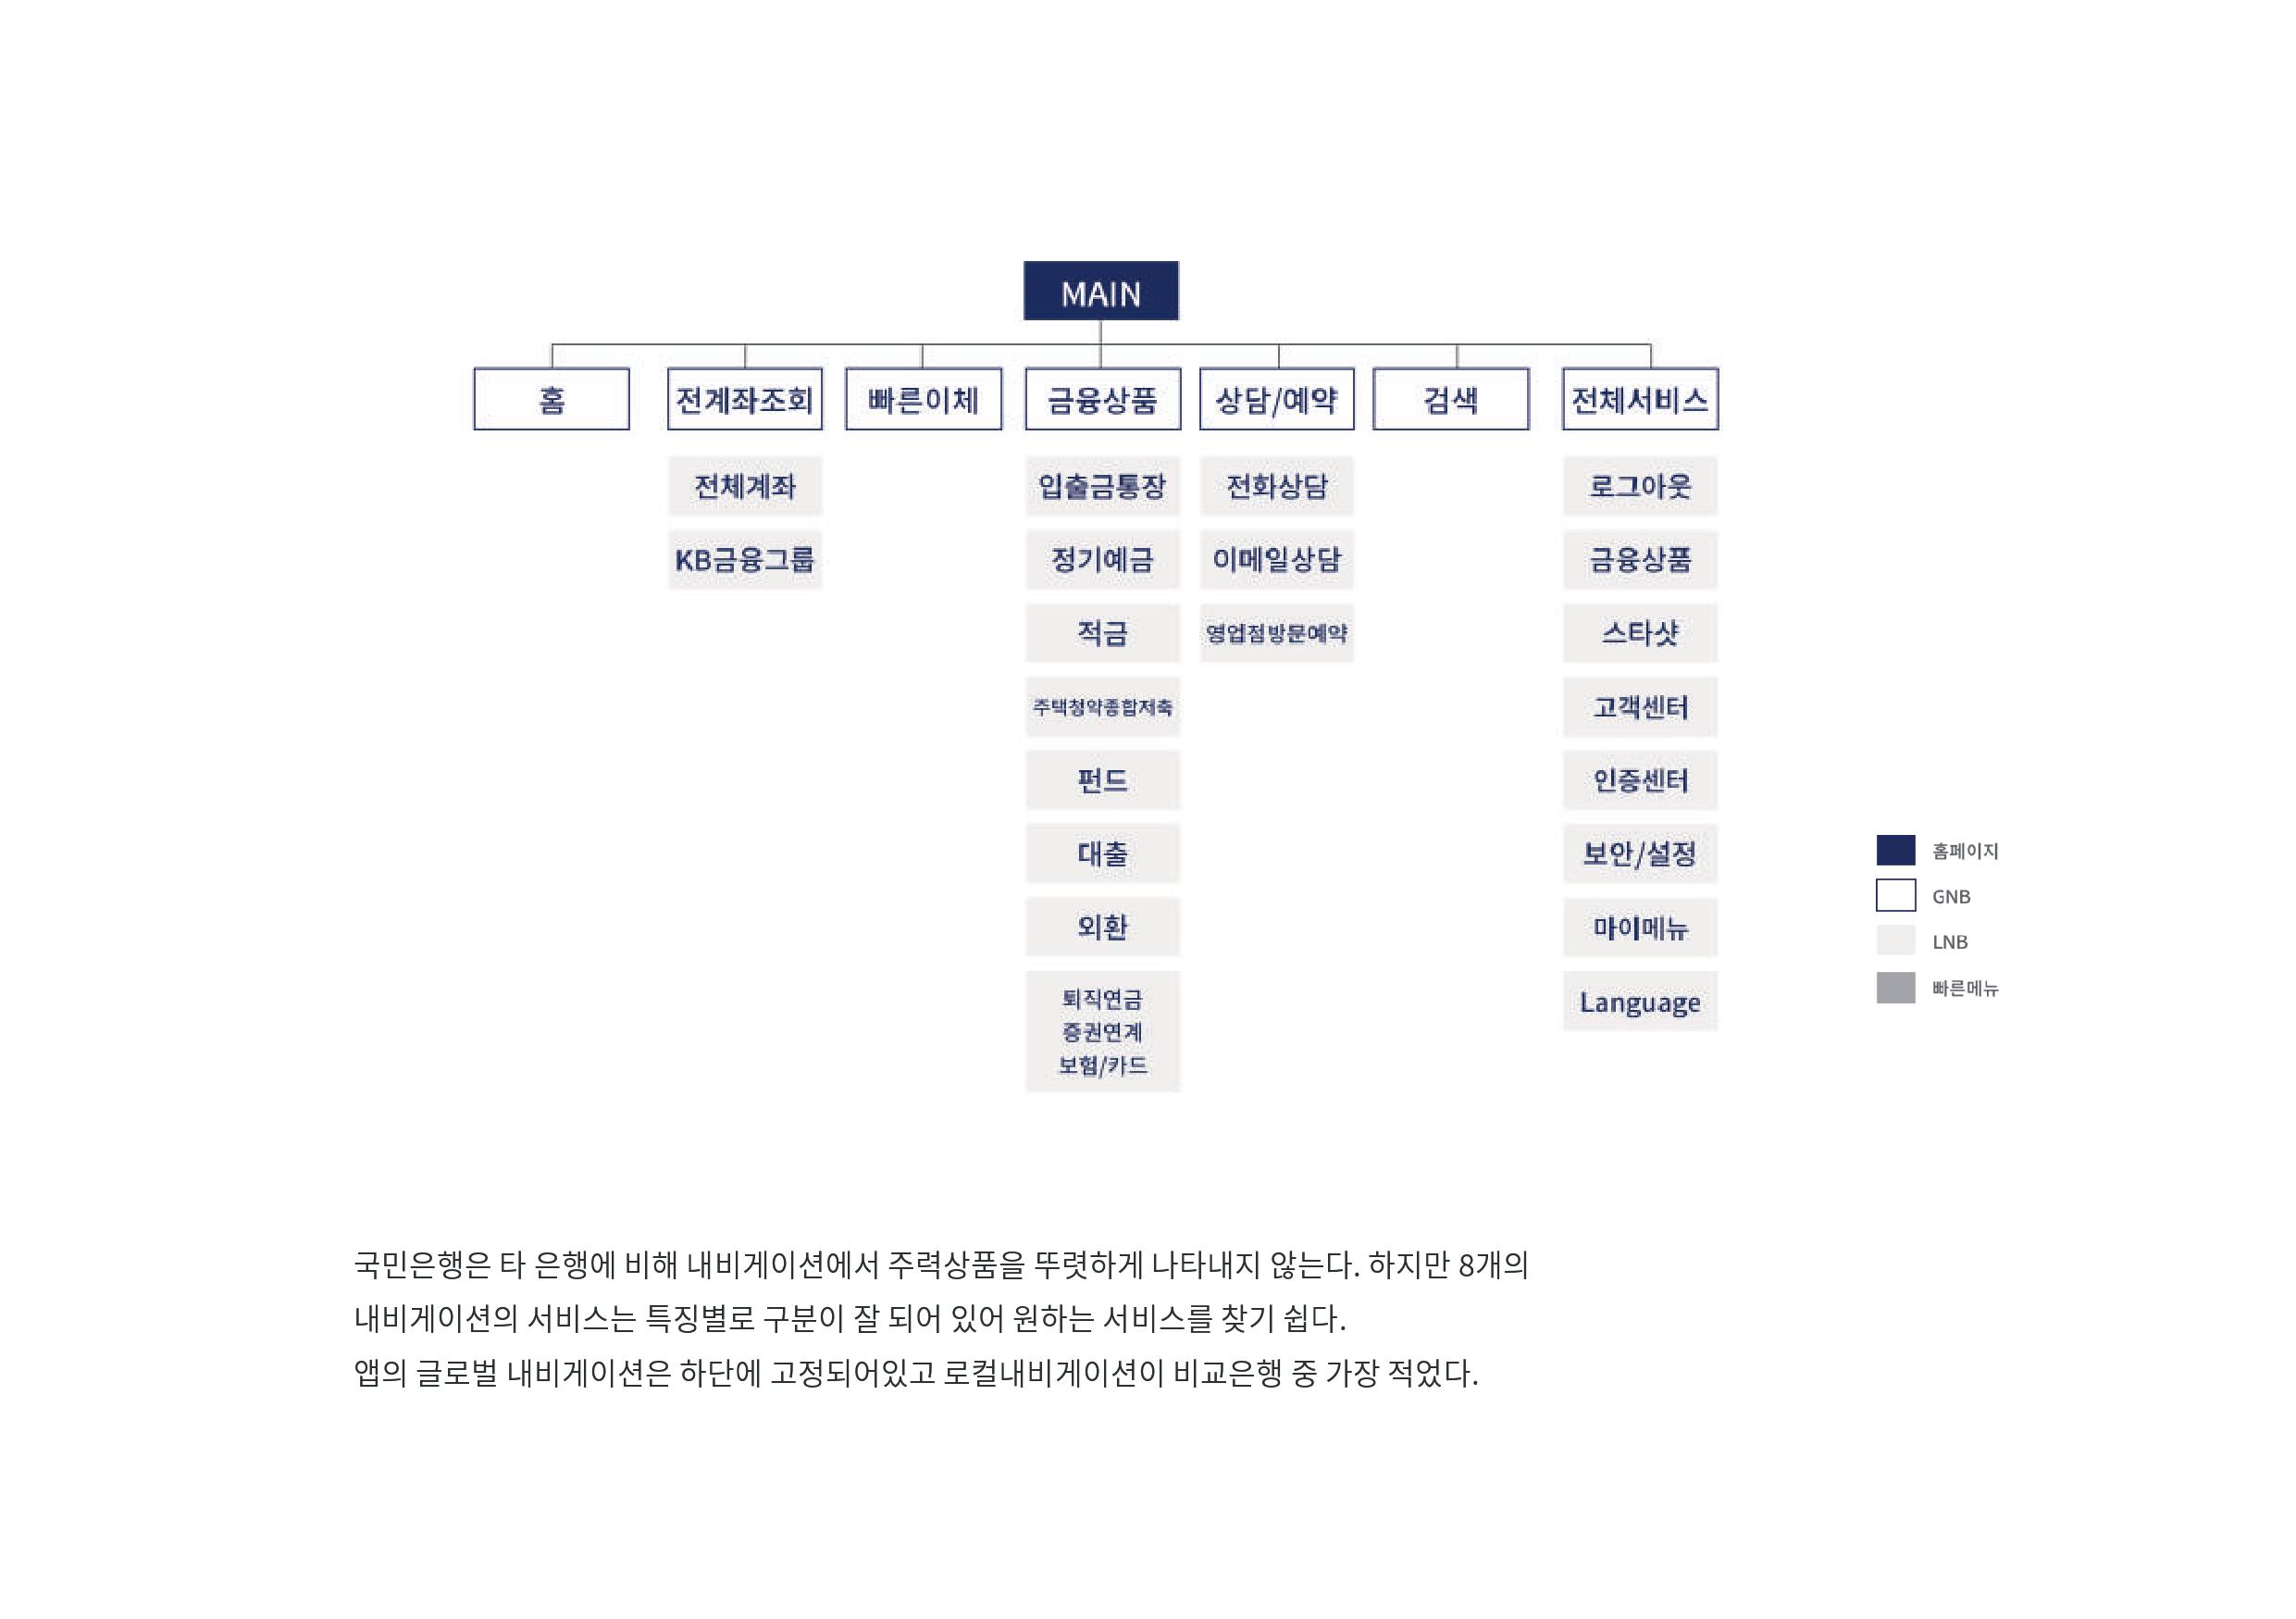 MAIN
홈
전계좌조회
빠른이체
금융상품
상담/예약
검색
전체서비스
전체계좌
입출금통장
전화상담
로그아웃
KB금융그룹
정기예금
이메일상담
금융상품
적금
영업점방문예약
스타샷
주택청약종합저축
고객센터
펀드
인증센터
대출
보안/설정
외환
마이메뉴
퇴직연금
증권연계
보험/카드
Language
홈페이지
GNB
LNB
빠른메뉴
국민은행은 타 은행에 비해 내비게이션에서 주력상품을 뚜렷하게 나타내지 않는다. 하지만 8개의
내비게이션의 서비스는 특징별로 구분이 잘 되어 있어 원하는 서비스를 찾기 쉽다.
앱의 글로벌 내비게이션은 하단에 고정되어있고 로컬내비게이션이 비교은행 중 가장 적었다.